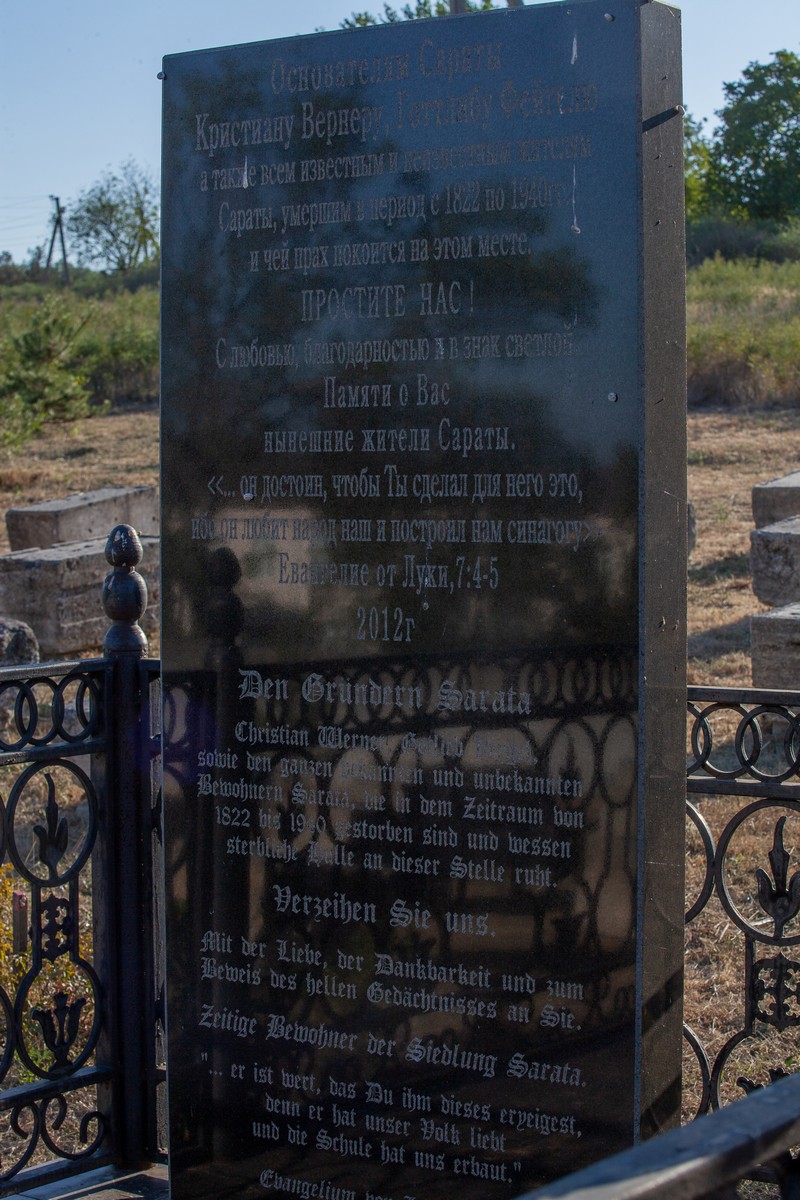 Основателям Сараты
Кристиану Вернеру, Готтлибу Фейгелю
а также всем известным и неизвестным жителям
Сараты, умершим в период с 1822 по 1940гг.
и чей прах покоится на этом месте.
ПРОСТИТЕ НАС !
С любовью, благодарностью и в знак светлой
Памяти о Вас
нынешние жители Сараты.
<<... он достоин, чтобы Ты сделал для него это,
ибо он любит народ наш и построил нам синагогу>>
Евангелие от Луки,7:4-5
2012г
Den Gründern Sarata
Christian Werner,
sowie den ganzen bekannten und unbekannten
Bewohnern Sarata, die in dem Zeitraum von
1822 bis 1940 gestorben sind und wessen
sterbliche Hülle an dieser Stelle ruht.
Verzeihen Sie uns.
Mit der Liebe, der Dankbarkeit und zum
Beweis des hellen Gedächtnisses an Sie.
Zeitige Bewohner der Siedlung Sarata.
"... er ist wert, das Du ihm dieses eryeigest,
denn er hat unser Volk liebt
und die Schule hat uns erbaut."
Evangelium